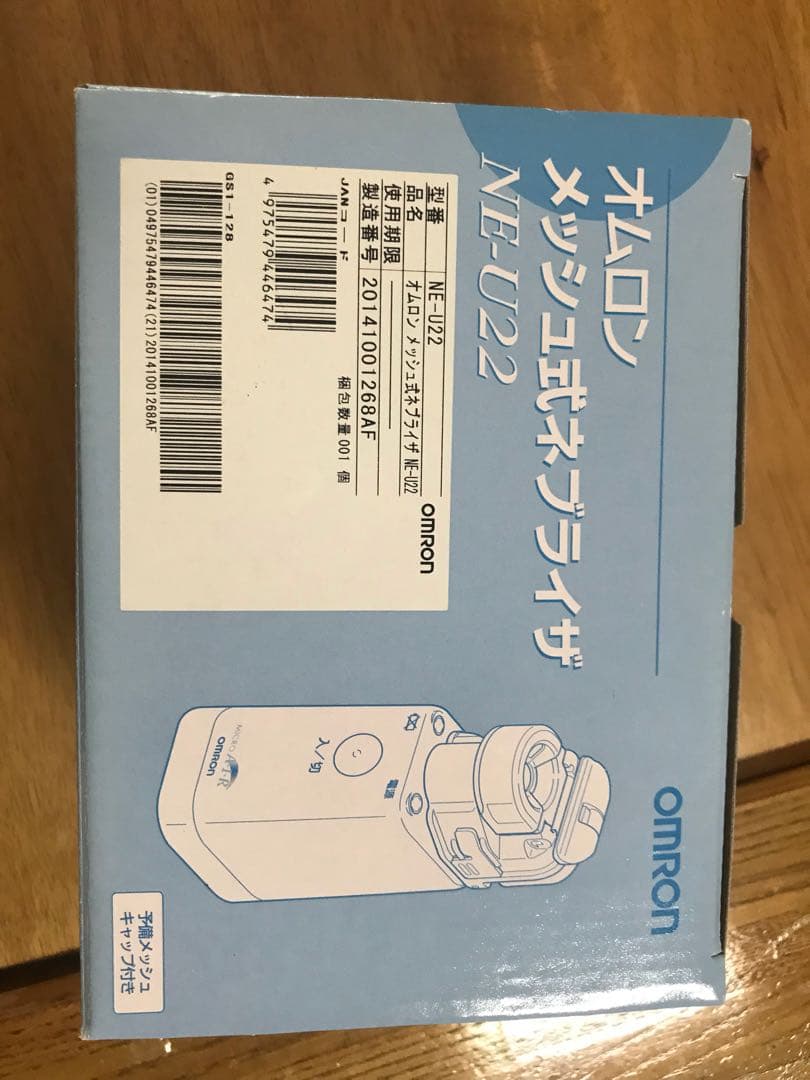 オムロン
メッシュ式ネブライザ
NE-U22
OMRON
型番 NE-U22
品名 オムロン メッシュ式ネブライザ NE-U22
使用期限 ――――――
製造番号 20141001268AF
JANコード
梱包数量 001 個
4 975479 446474
OMRON
GS1-128
(01)04975479446474(21)20141001268AF
電源
入/切
MICRO A-I-R
OMRON
予備メッシュ
キャップ付き